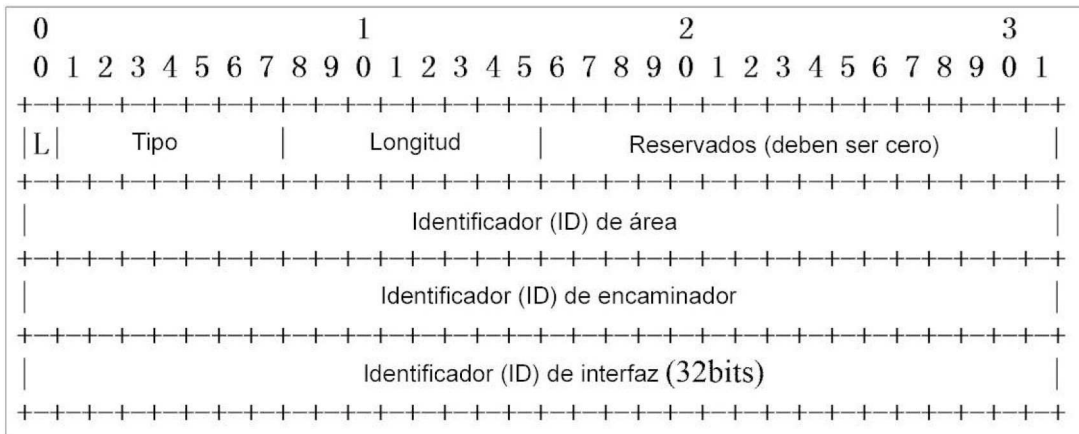 0 1 2 3
0 1 2 3 4 5 6 7 8 9 0 1 2 3 4 5 6 7 8 9 0 1 2 3 4 5 6 7 8 9 0 1
+-+-+-+-+-+-+-+-+-+-+-+-+-+-+-+-+-+-+-+-+-+-+-+-+-+-+-+-+-+-+-+-+
|L| Tipo | Longitud | Reservados (deben ser cero) |
+-+-+-+-+-+-+-+-+-+-+-+-+-+-+-+-+-+-+-+-+-+-+-+-+-+-+-+-+-+-+-+-+
| Identificador (ID) de área |
+-+-+-+-+-+-+-+-+-+-+-+-+-+-+-+-+-+-+-+-+-+-+-+-+-+-+-+-+-+-+-+-+
| Identificador (ID) de encaminador |
+-+-+-+-+-+-+-+-+-+-+-+-+-+-+-+-+-+-+-+-+-+-+-+-+-+-+-+-+-+-+-+-+
| Identificador (ID) de interfaz (32bits) |
+-+-+-+-+-+-+-+-+-+-+-+-+-+-+-+-+-+-+-+-+-+-+-+-+-+-+-+-+-+-+-+-+